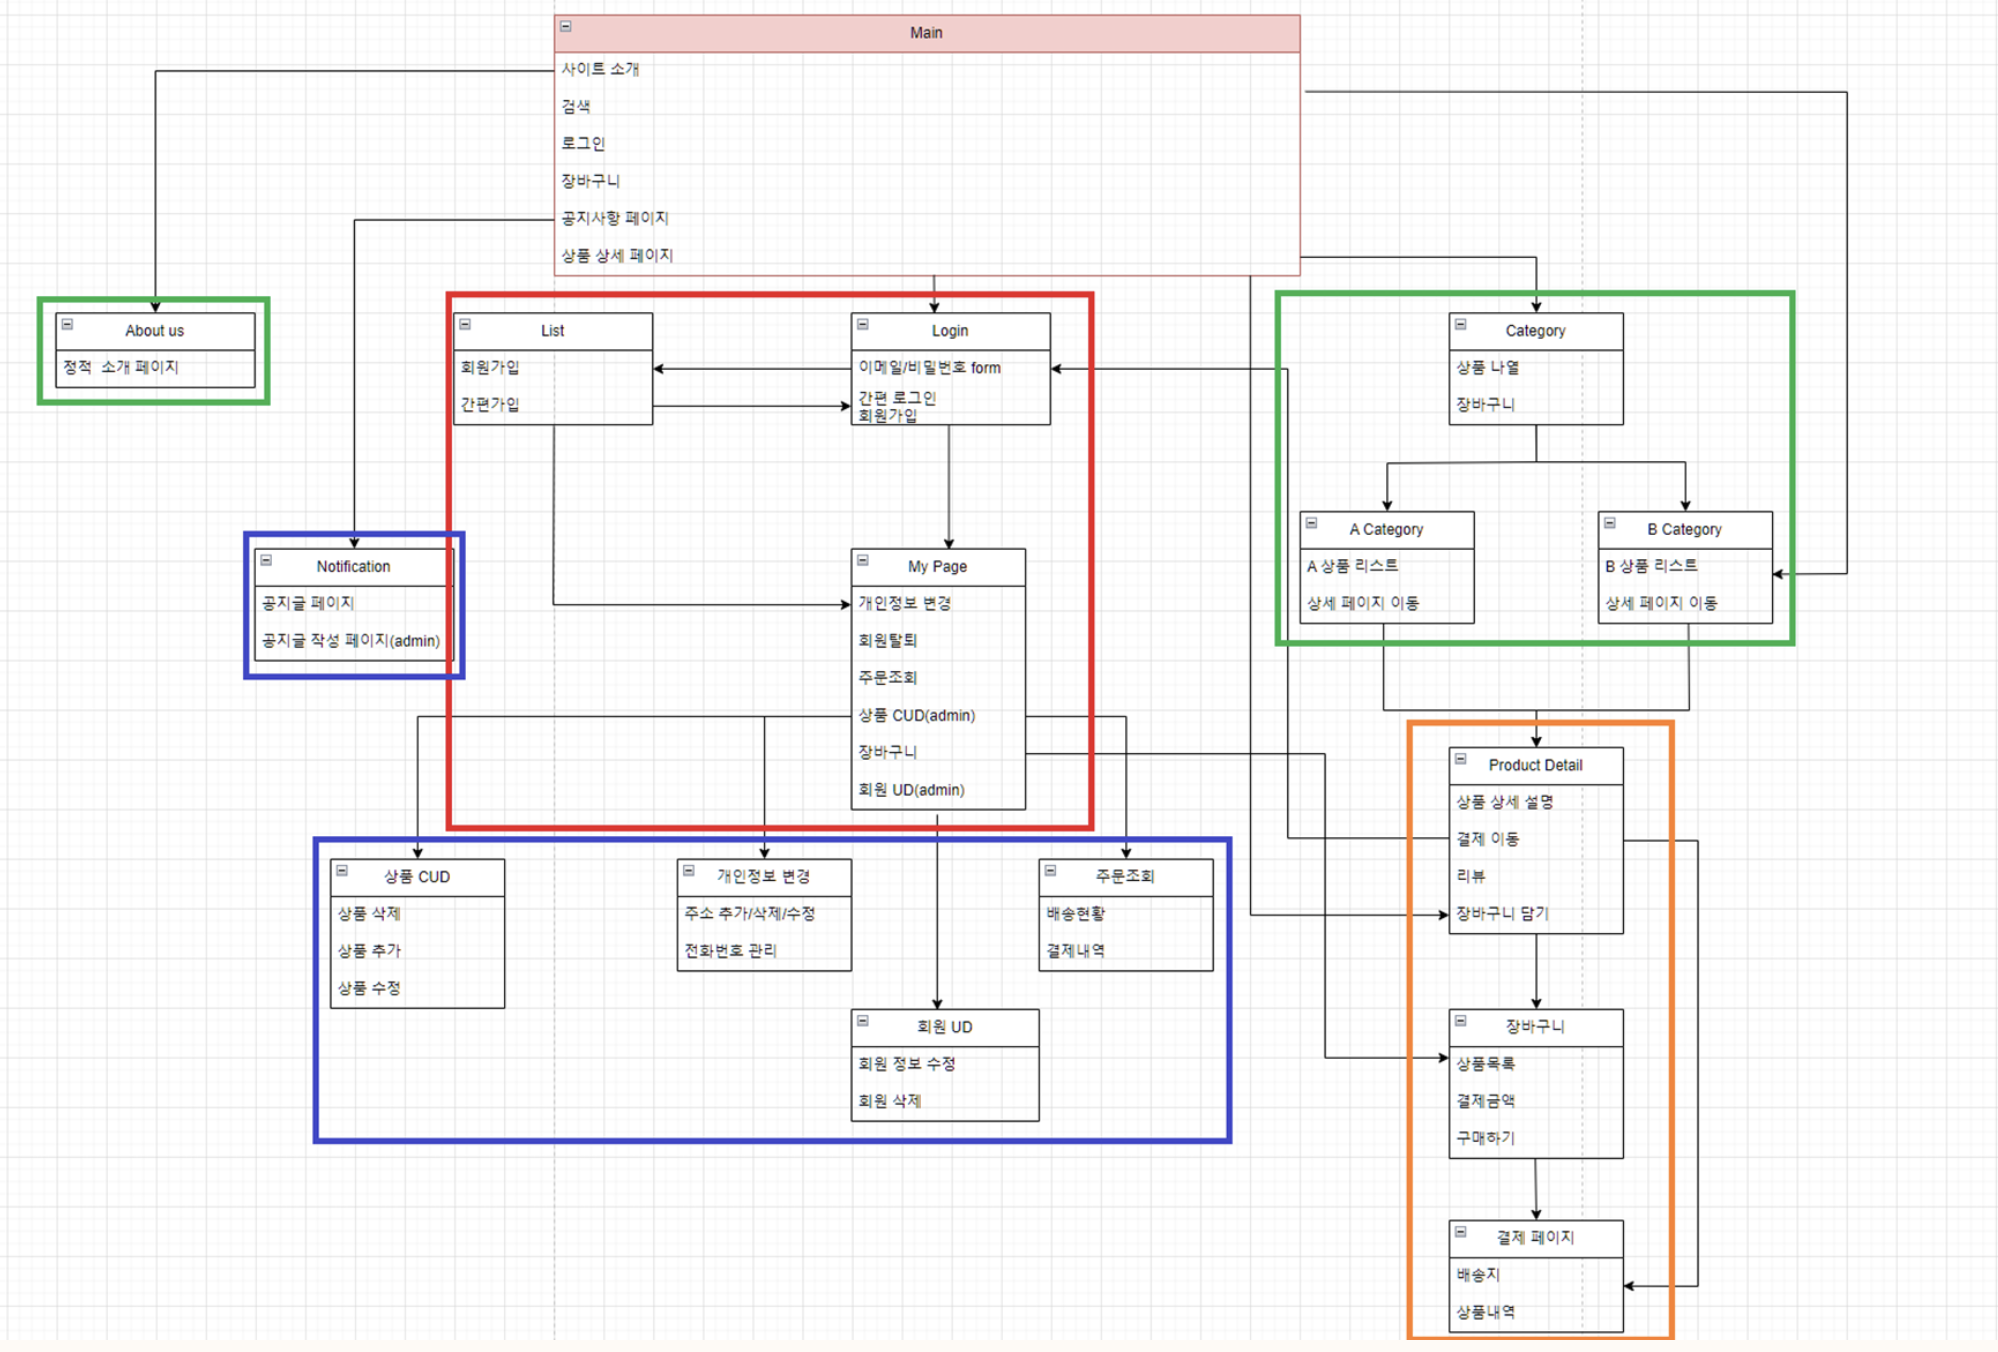 Main
사이트 소개
검색
로그인
장바구니
공지사항 페이지
상품 상세 페이지
About us
정적  소개 페이지
List
회원가입
간편가입
Login
이메일/비밀번호 form
간편 로그인
회원가입
Category
상품 나열
장바구니
A Category
A 상품 리스트
상세 페이지 이동
B Category
B 상품 리스트
상세 페이지 이동
Notification
공지글 페이지
공지글 작성 페이지(admin)
My Page
개인정보 변경
회원탈퇴
주문조회
상품 CUD(admin)
장바구니
회원 UD(admin)
Product Detail
상품 상세 설명
결제 이동
리뷰
장바구니 담기
상품 CUD
상품 삭제
상품 추가
상품 수정
개인정보 변경
주소 추가/삭제/수정
전화번호 관리
주문조회
배송현황
결제내역
회원 UD
회원 정보 수정
회원 삭제
장바구니
상품목록
결제금액
구매하기
결제 페이지
배송지
상품내역